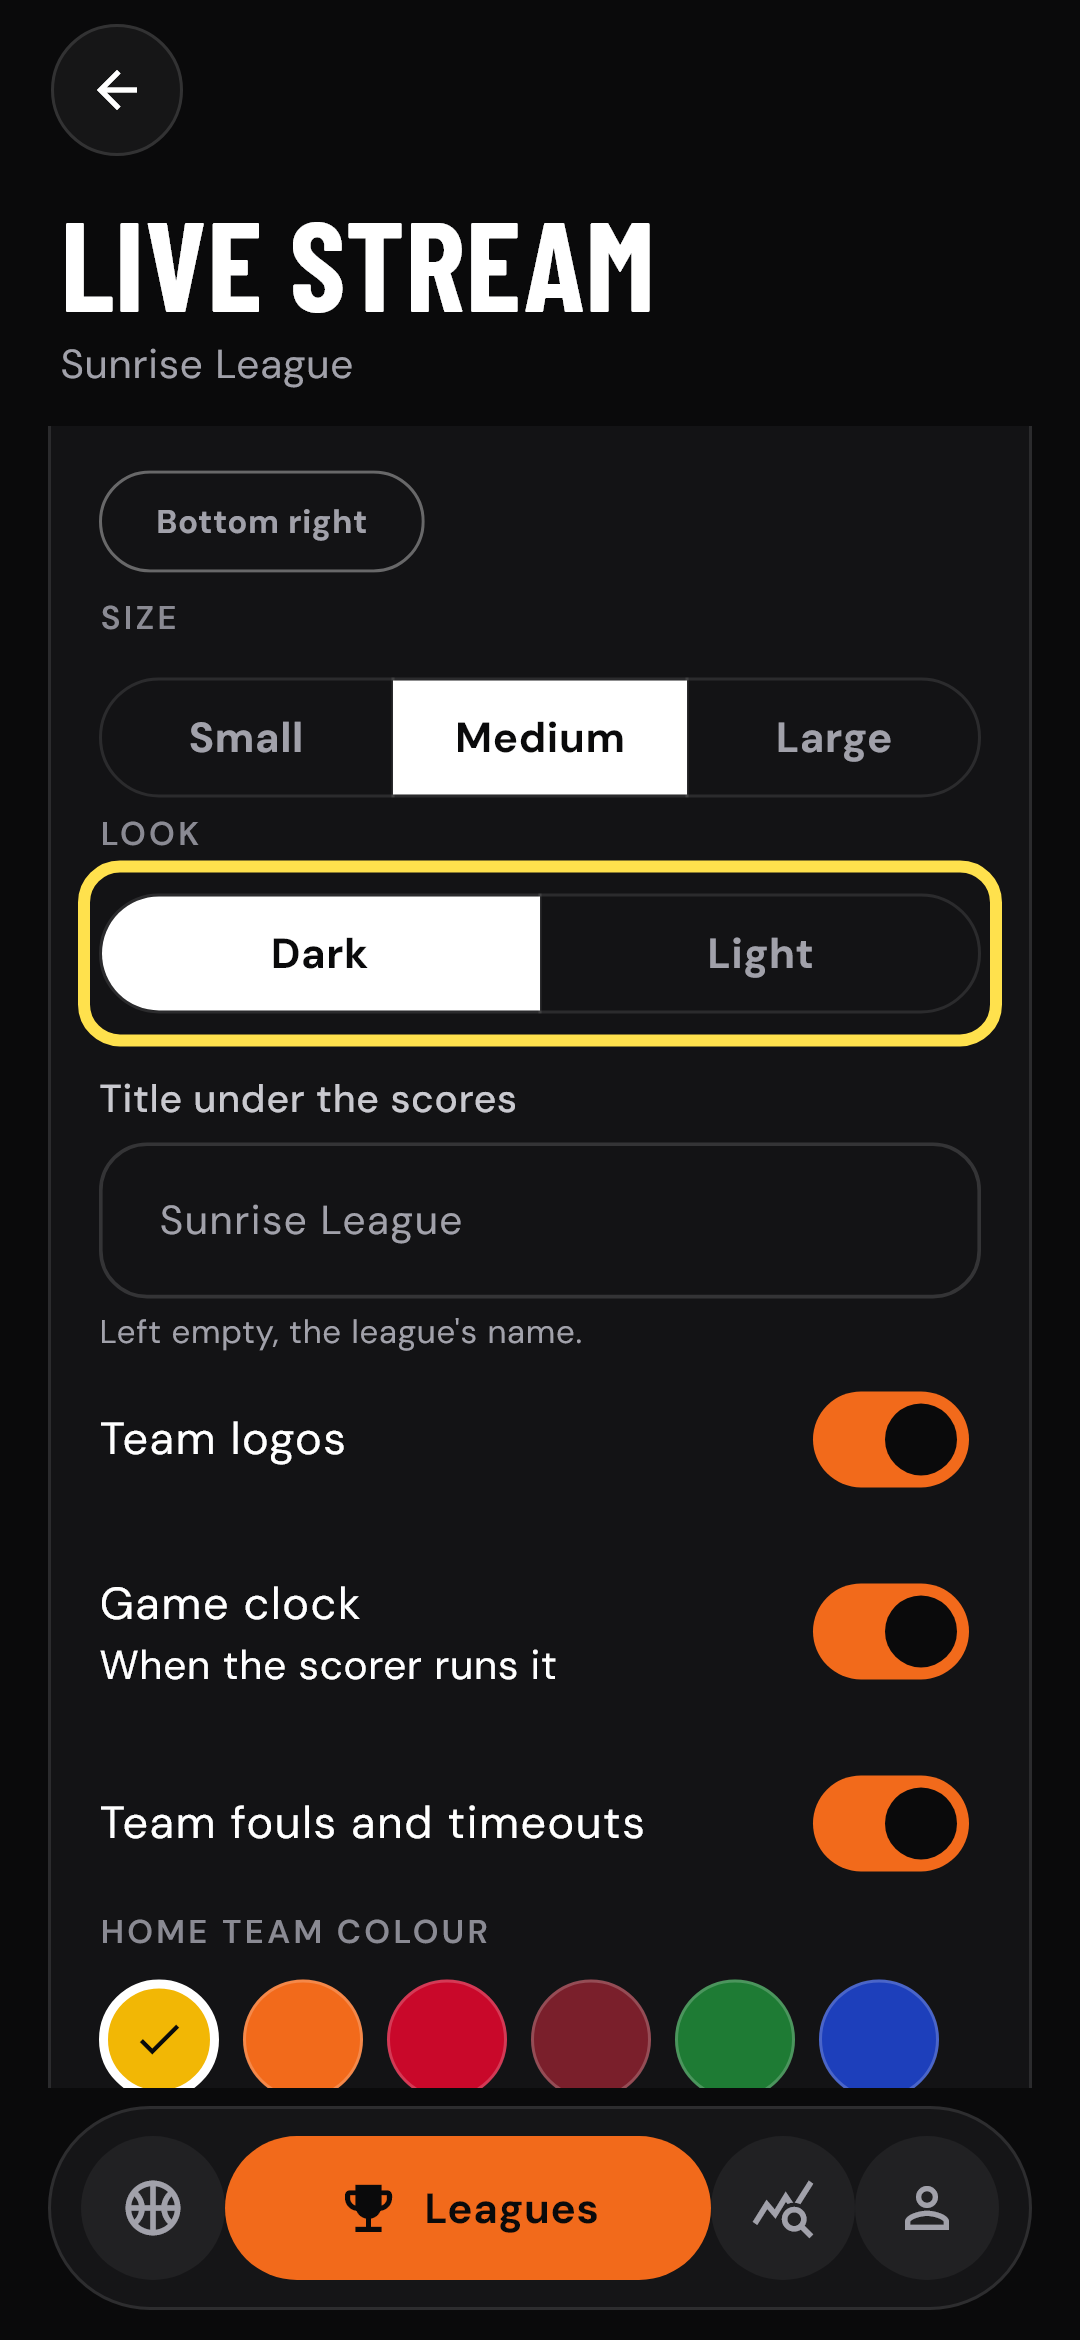 LIVE STREAM
Sunrise League
Bottom right
SIZE
Small Medium Large
LOOK
Dark Light
Title under the scores
Sunrise League
Left empty, the league's name.
Team logos
Game clock
When the scorer runs it
Team fouls and timeouts
HOME TEAM COLOUR
Leagues